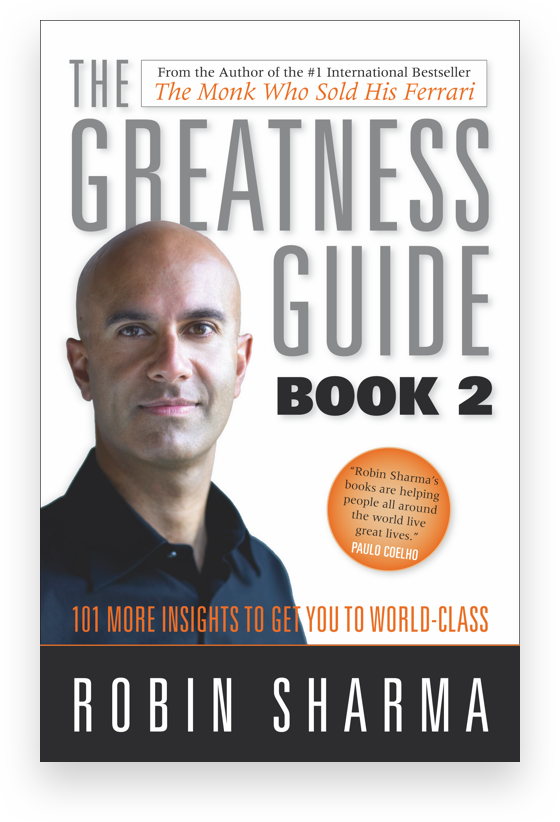 THE
From the Author of the #1 International Bestseller
The Monk Who Sold His Ferrari
GREATNESS
GUIDE
BOOK 2
“Robin Sharma’s
books are helping
people all around
the world live
great lives.”
PAULO COELHO
101 MORE INSIGHTS TO GET YOU TO WORLD-CLASS
ROBIN SHARMA